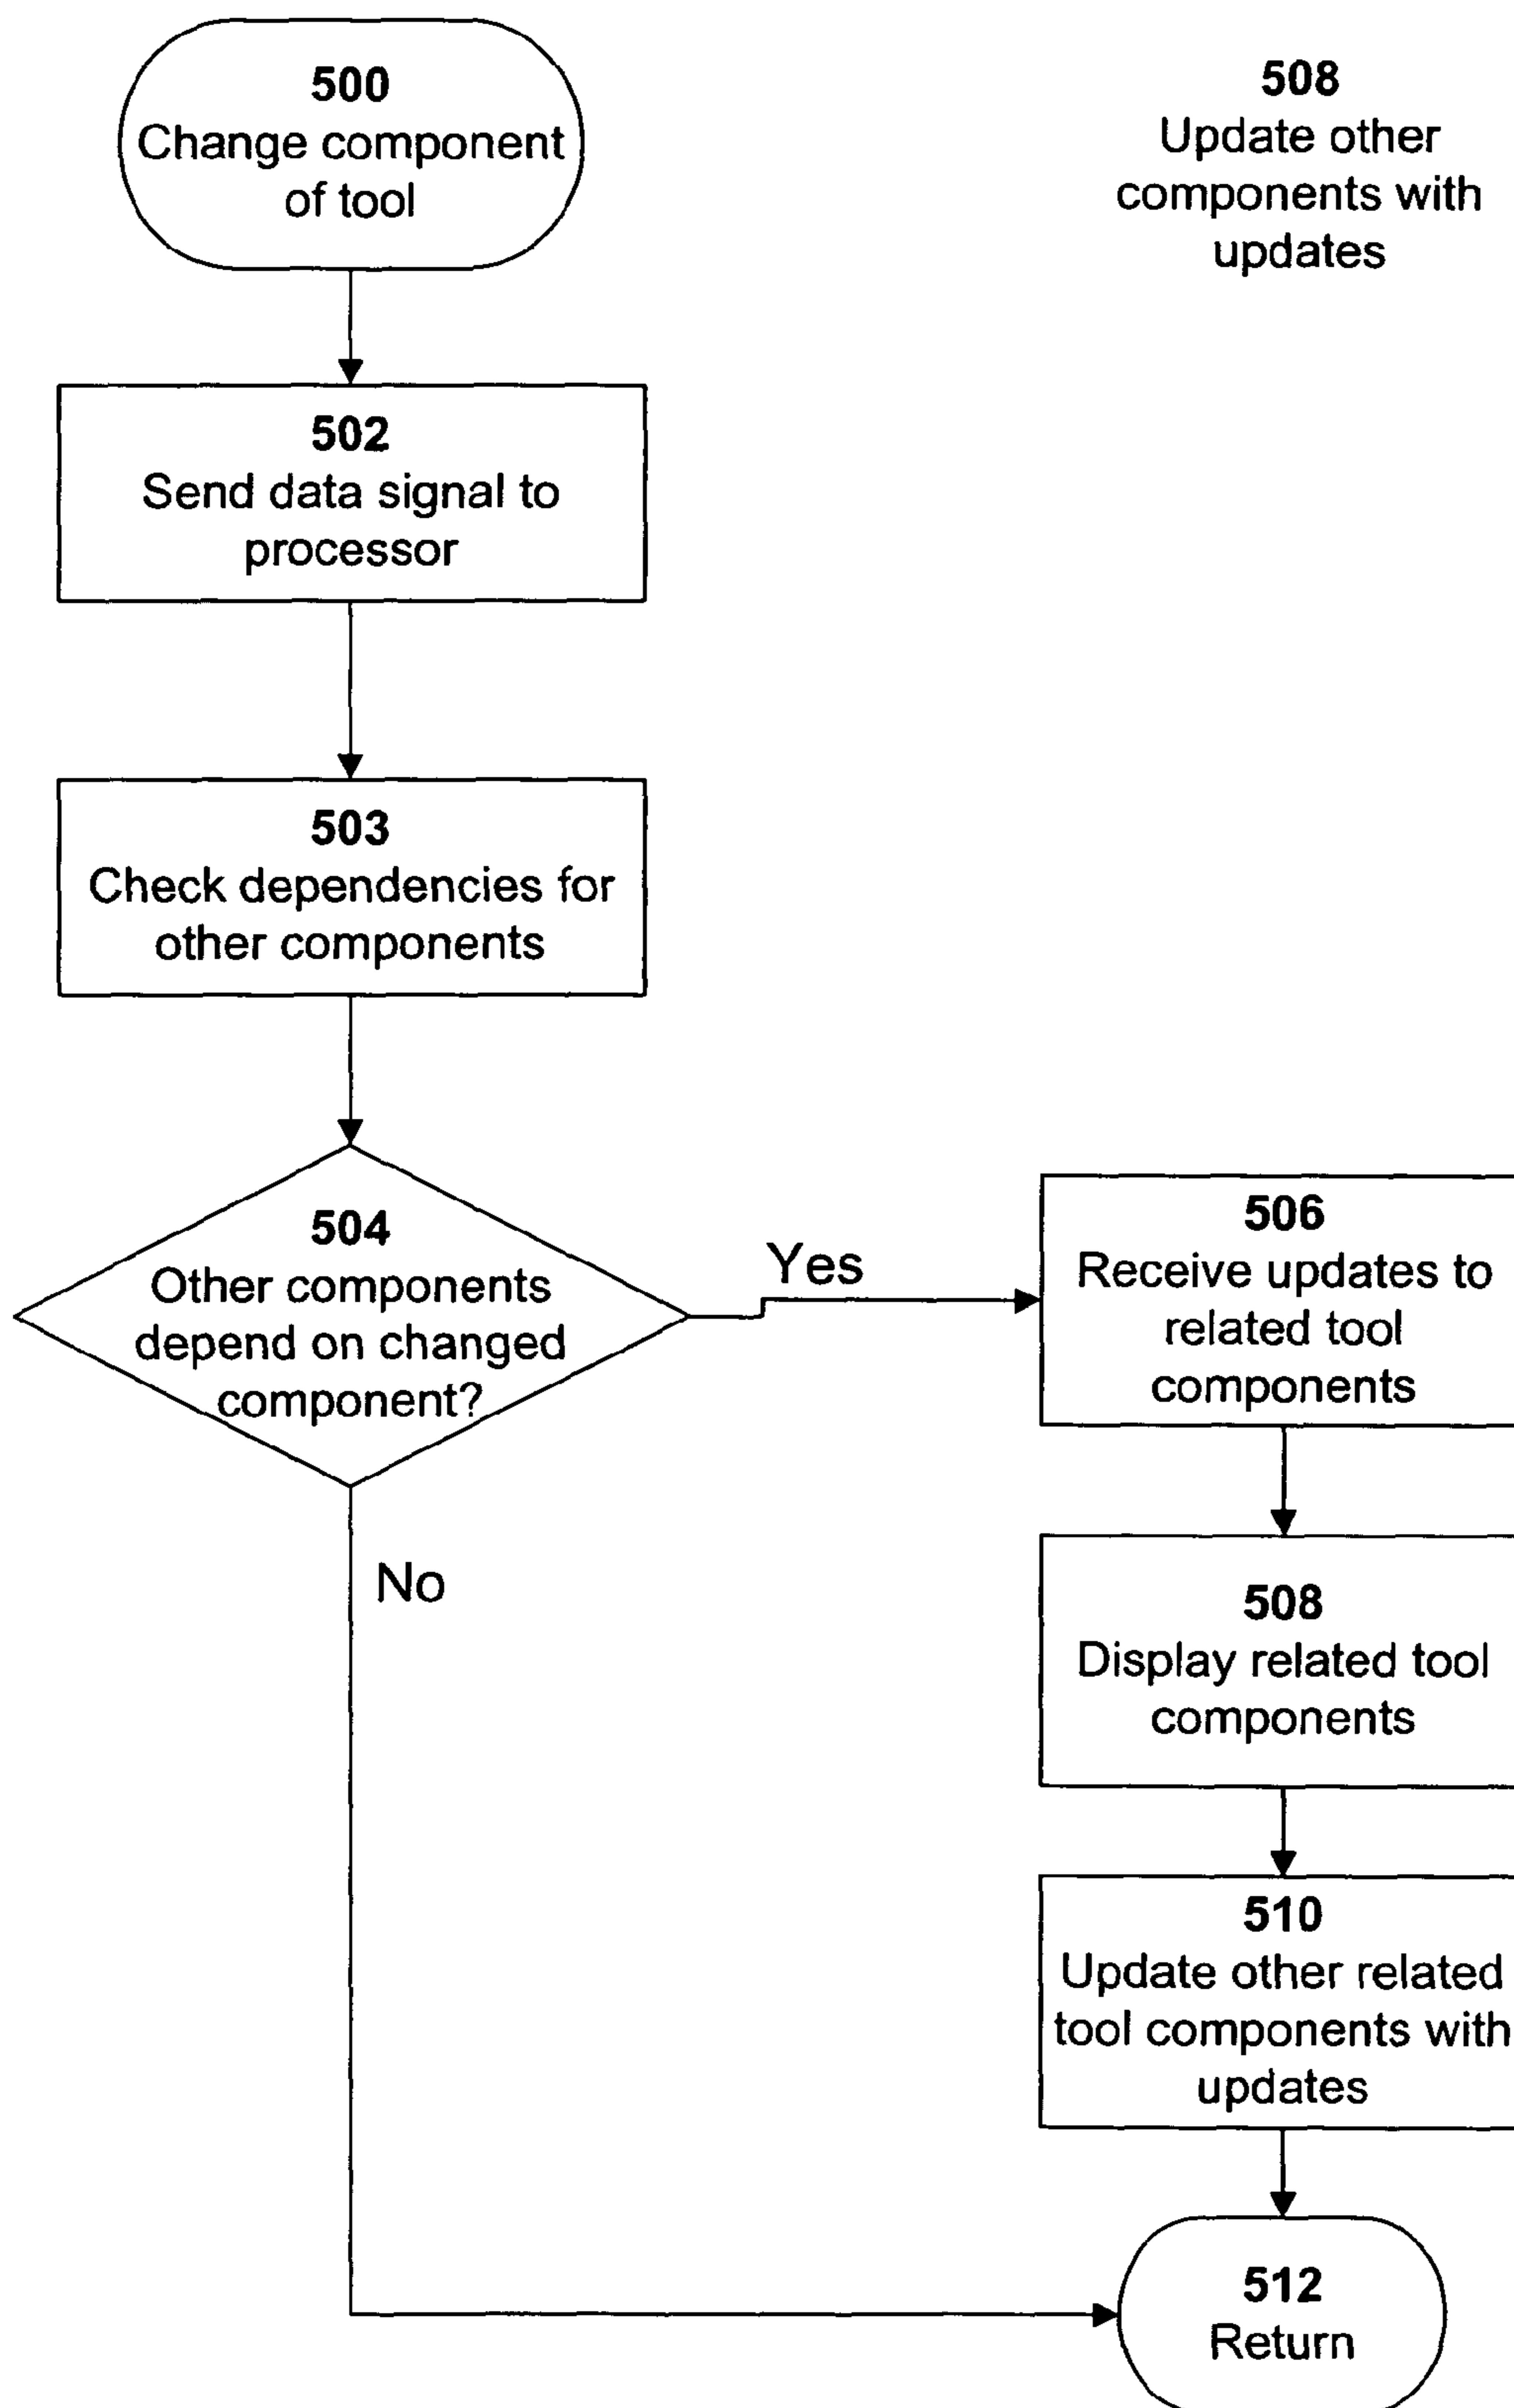 500
Change component
of tool
508
Update other
components with
updates
502
Send data signal to
processor
503
Check dependencies for
other components
504
Other components
depend on changed
component?
Yes
506
Receive updates to
related tool
components
No
508
Display related tool
components
510
Update other related
tool components with
updates
512
Return